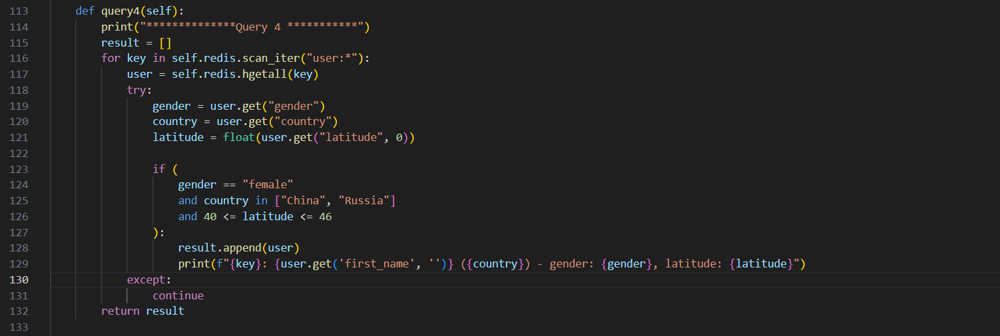 113 def query4(self):
114 print("**************Query 4 ***********")
115 result = []
116 for key in self.redis.scan_iter("user:*"):
117 user = self.redis.hgetall(key)
118 try:
119 gender = user.get("gender")
120 country = user.get("country")
121 latitude = float(user.get("latitude", 0))
122
123 if (
124 gender == "female"
125 and country in ["China", "Russia"]
126 and 40 <= latitude <= 46
127 ):
128 result.append(user)
129 print(f"{key}: {user.get('first_name', '')} ({country}) - gender: {gender}, latitude: {latitude}")
130 except:
131 continue
132 return result
133